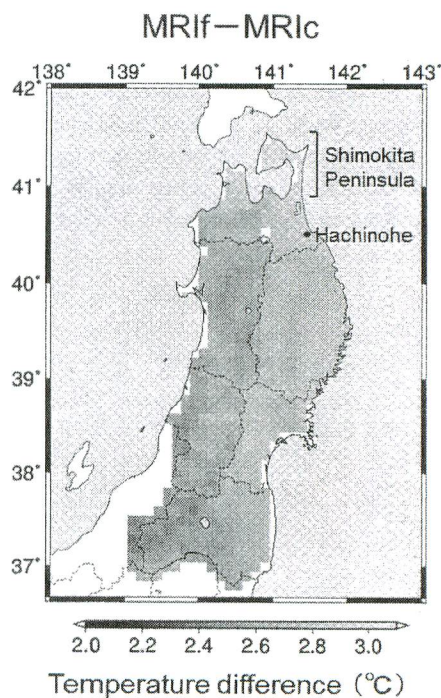 MRIf－MRIc
138° 139° 140° 141° 142° 143°
42°
Shimokita
Peninsula
41°
Hachinohe
40°
39°
38°
37°
2.0 2.2 2.4 2.6 2.8 3.0
Temperature difference (℃)